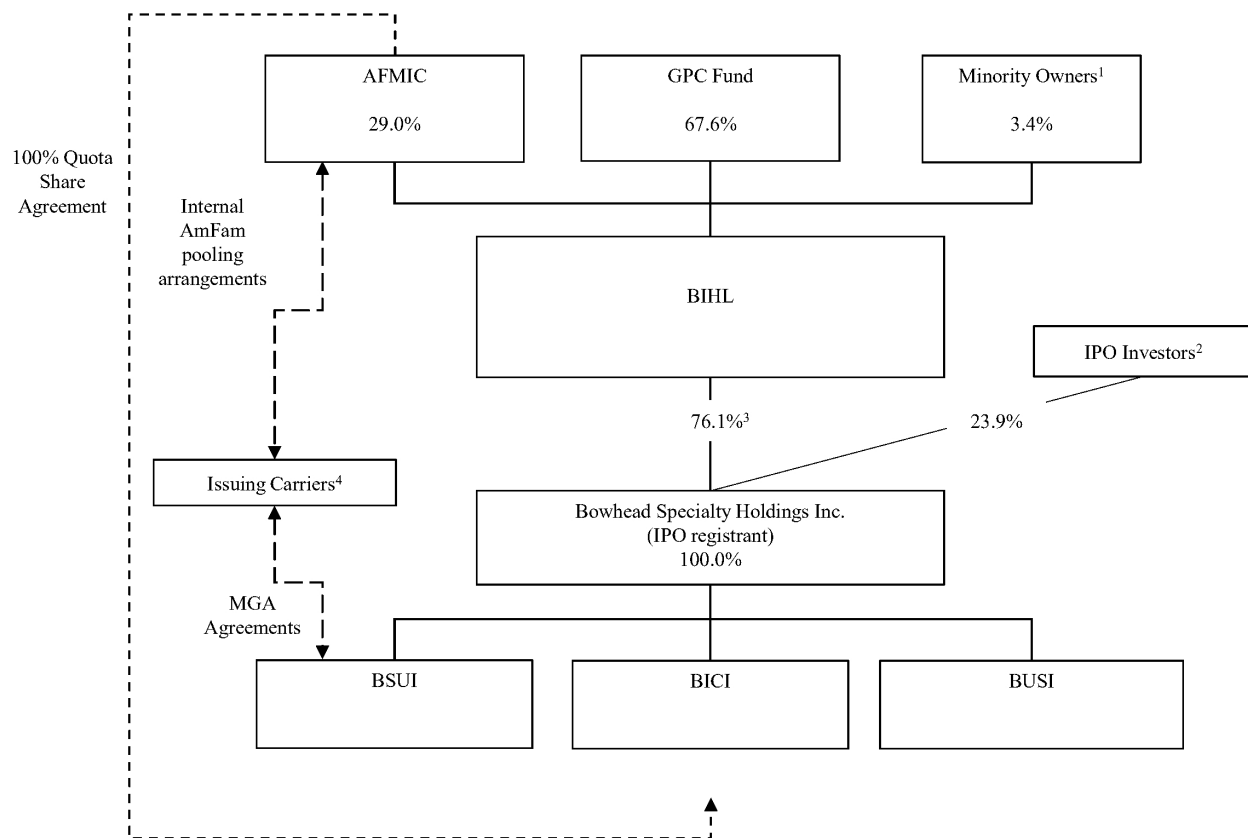 AFMIC
29.0%
GPC Fund
67.6%
Minority Owners¹
3.4%
100% Quota
Share
Agreement
Internal
AmFam
pooling
arrangements
BIHL
IPO Investors²
76.1%³
23.9%
Issuing Carriers⁴
Bowhead Specialty Holdings Inc.
(IPO registrant)
100.0%
MGA
Agreements
BSUI
BICI
BUSI